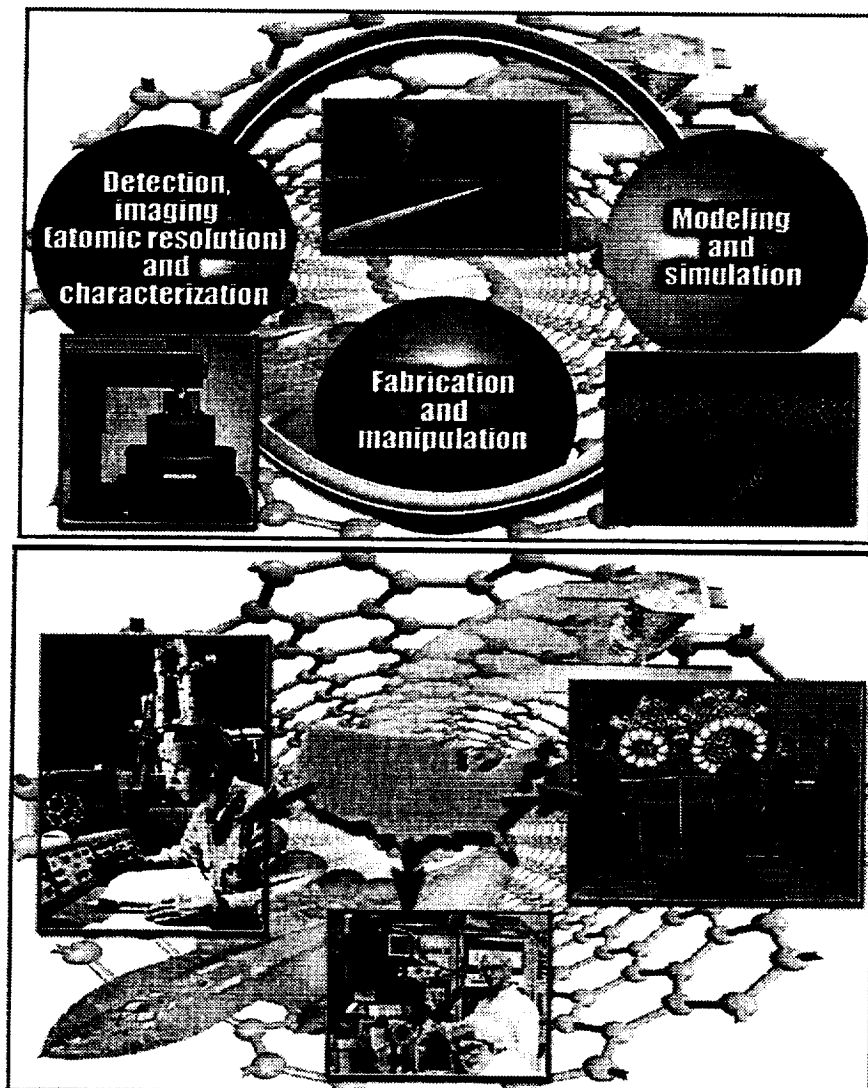 Detection,
imaging
(atomic resolution)
and
characterization
Modeling
and
simulation
Fabrication
and
manipulation